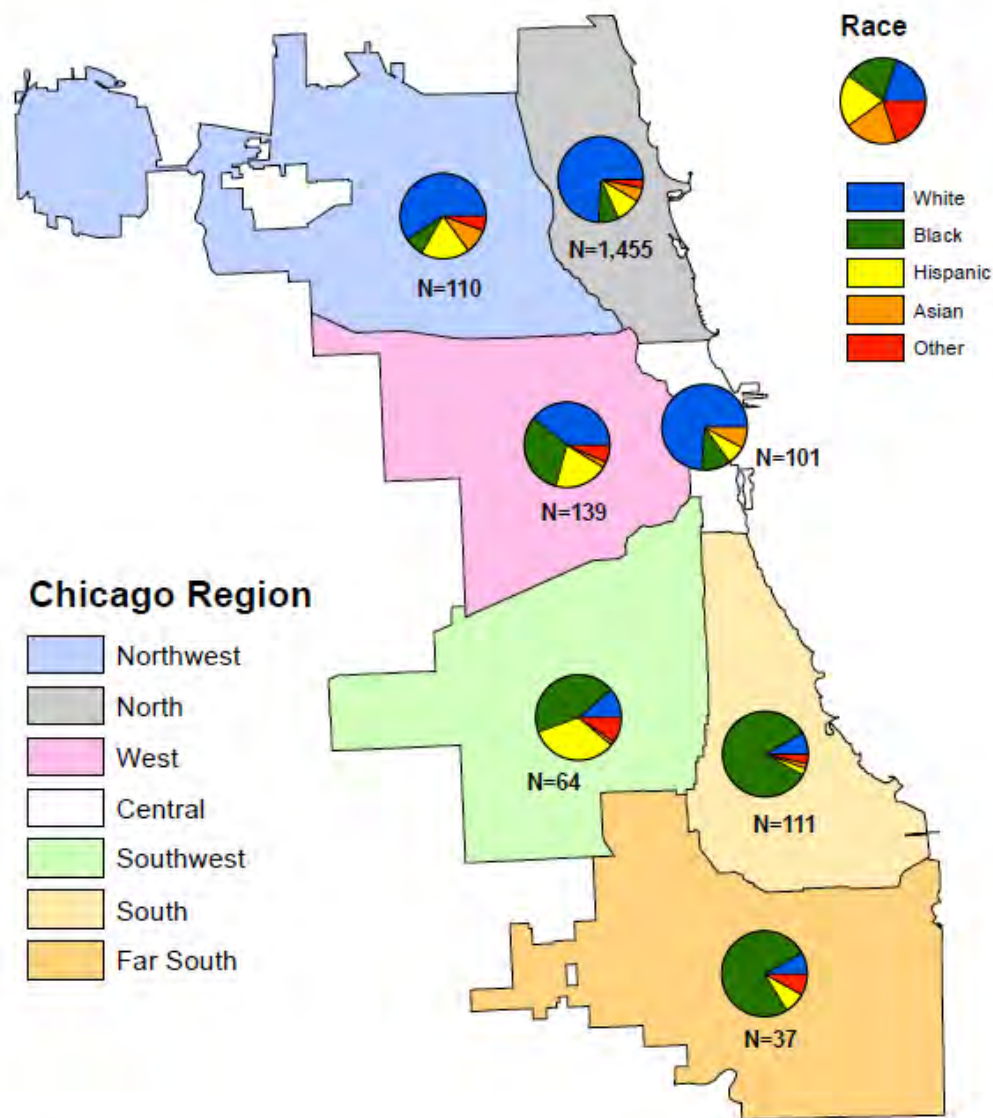 Race
White
Black
Hispanic
Asian
Other
N=1,455
N=110
N=101
N=139
Chicago Region
Northwest
North
West
Central
Southwest
South
Far South
N=64
N=111
N=37